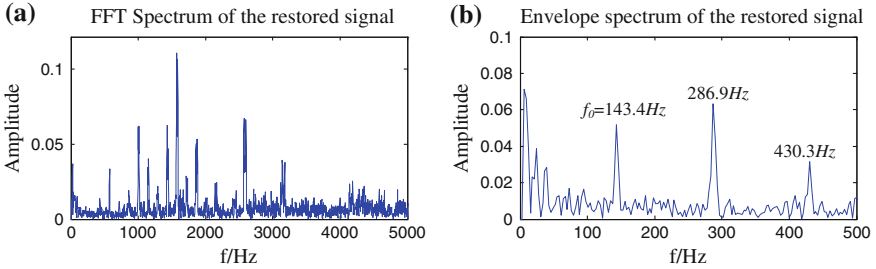 (a)
FFT Spectrum of the restored signal
Amplitude
0.1
0.05
0
0
1000
2000
3000
4000
5000
f/Hz
(b)
Envelope spectrum of the restored signal
Amplitude
0.1
0.08
0.06
0.04
0.02
0
f₀=143.4Hz
286.9Hz
430.3Hz
0
100
200
300
400
500
f/Hz